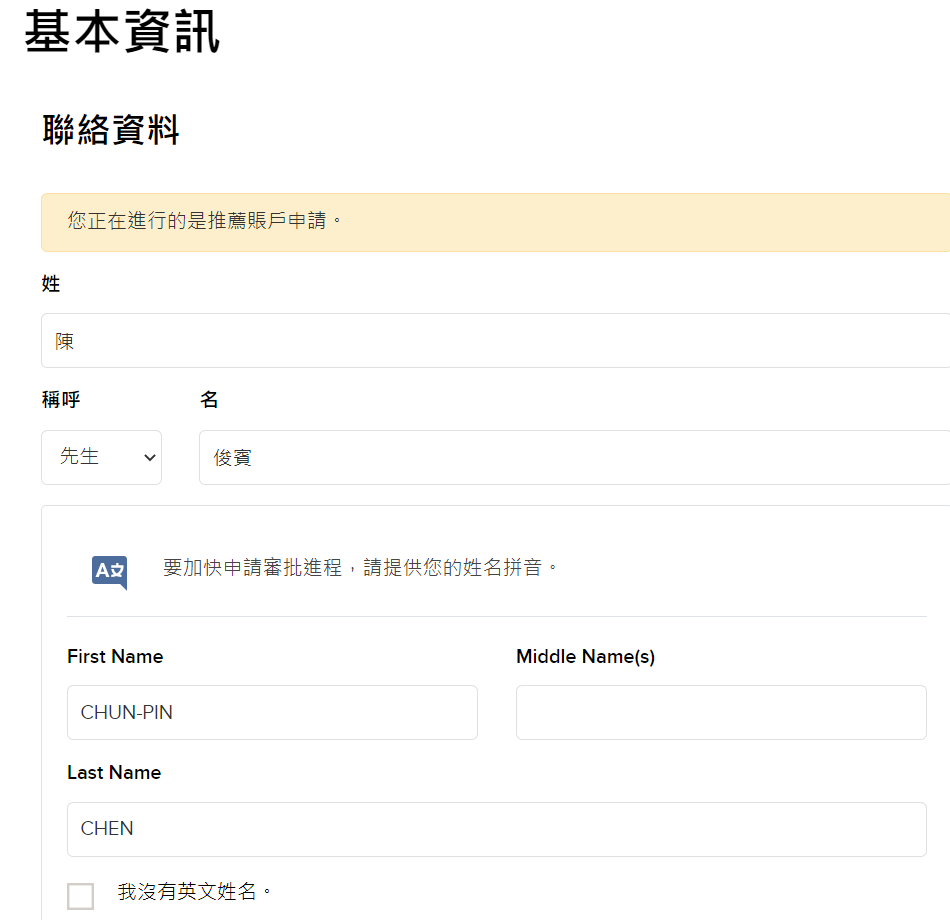 基本資訊
聯絡資料
您正在進行的是推薦賬戶申請。
姓
陳
稱呼 名
先生 俊賓
A文 要加快申請審批進程，請提供您的姓名拼音。
First Name Middle Name(s)
CHUN-PIN
Last Name
CHEN
我沒有英文姓名。